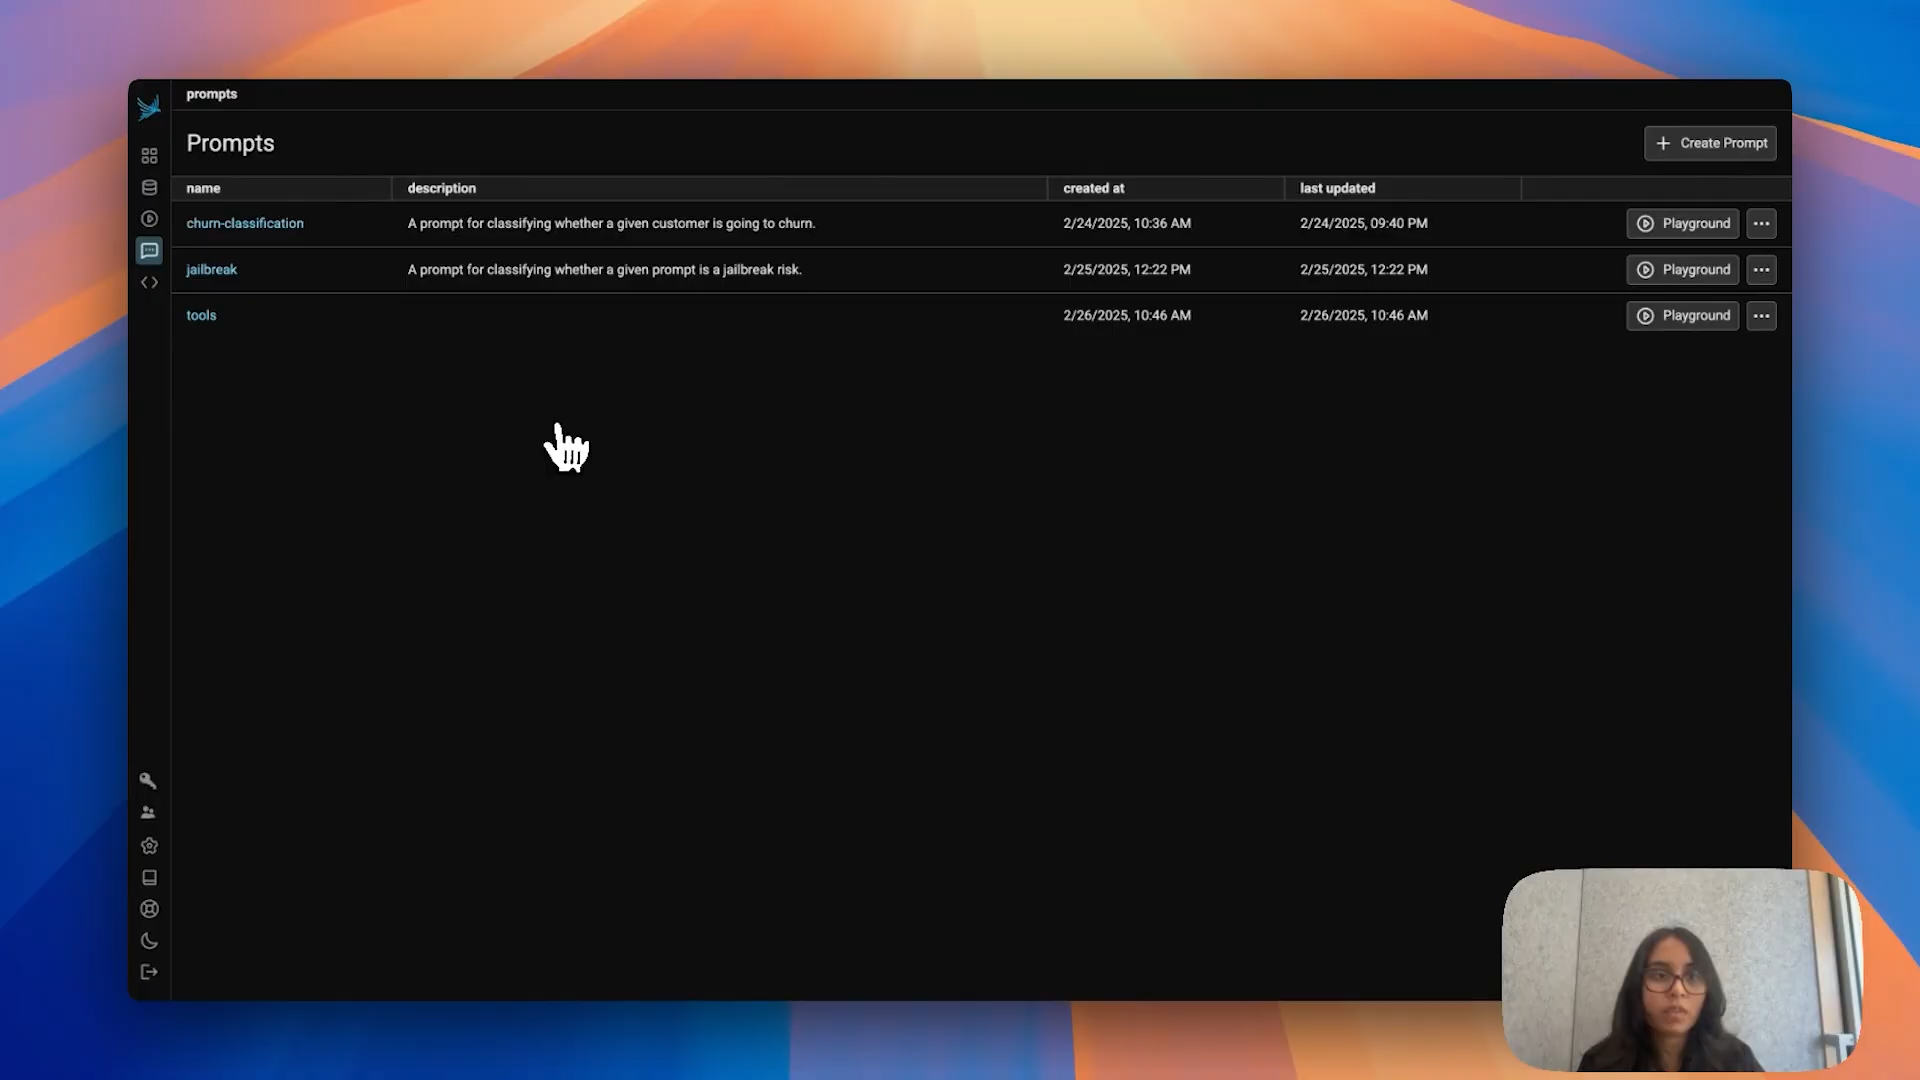 prompts
Prompts
Create Prompt
name description created at last updated
churn-classification A prompt for classifying whether a given customer is going to churn. 2/24/2025, 10:36 AM 2/24/2025, 09:40 PM Playground
jailbreak A prompt for classifying whether a given prompt is a jailbreak risk. 2/25/2025, 12:22 PM 2/25/2025, 12:22 PM Playground
tools 2/26/2025, 10:46 AM 2/26/2025, 10:46 AM Playground